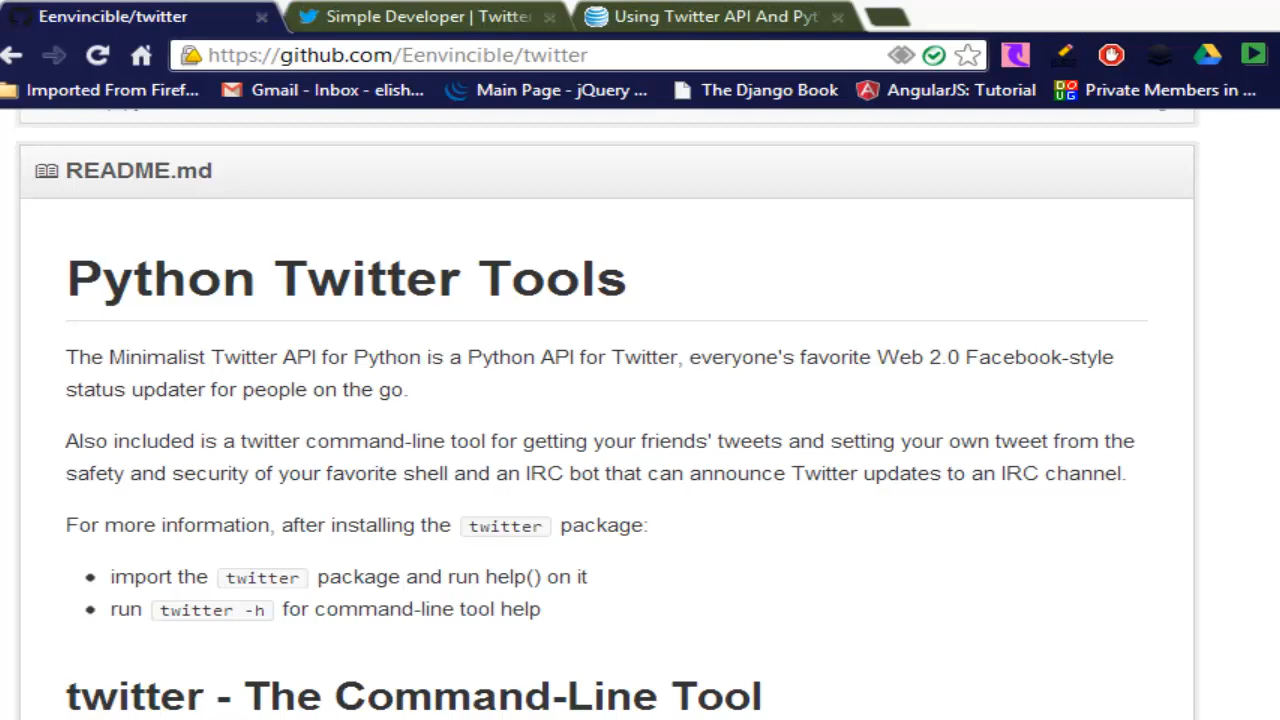 Eenvincible/twitter
Simple Developer | Twitter
Using Twitter API And Pyt
https://github.com/Eenvincible/twitter
Imported From Firef...
Gmail - Inbox - elish...
Main Page - jQuery ...
The Django Book
AngularJS: Tutorial
Private Members in ...
README.md
Python Twitter Tools
The Minimalist Twitter API for Python is a Python API for Twitter, everyone's favorite Web 2.0 Facebook-style
status updater for people on the go.
Also included is a twitter command-line tool for getting your friends' tweets and setting your own tweet from the
safety and security of your favorite shell and an IRC bot that can announce Twitter updates to an IRC channel.
For more information, after installing the twitter package:
import the twitter package and run help() on it
run twitter -h for command-line tool help
twitter - The Command-Line Tool